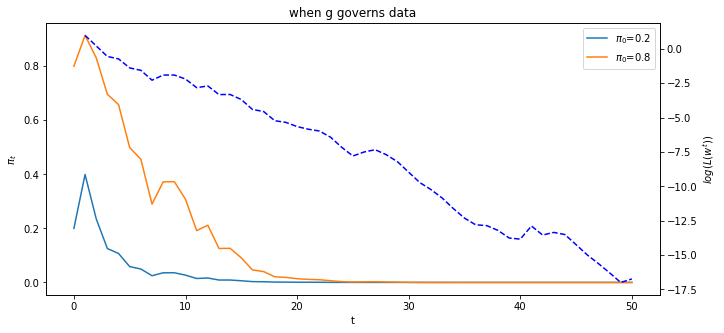 when g governs data
π₀=0.2
π₀=0.8
0.8
0.6
0.4
0.2
0.0
πₜ
0.0
−2.5
−5.0
−7.5
−10.0
−12.5
−15.0
−17.5
log(L(wᵗ))
0 10 20 30 40 50
t